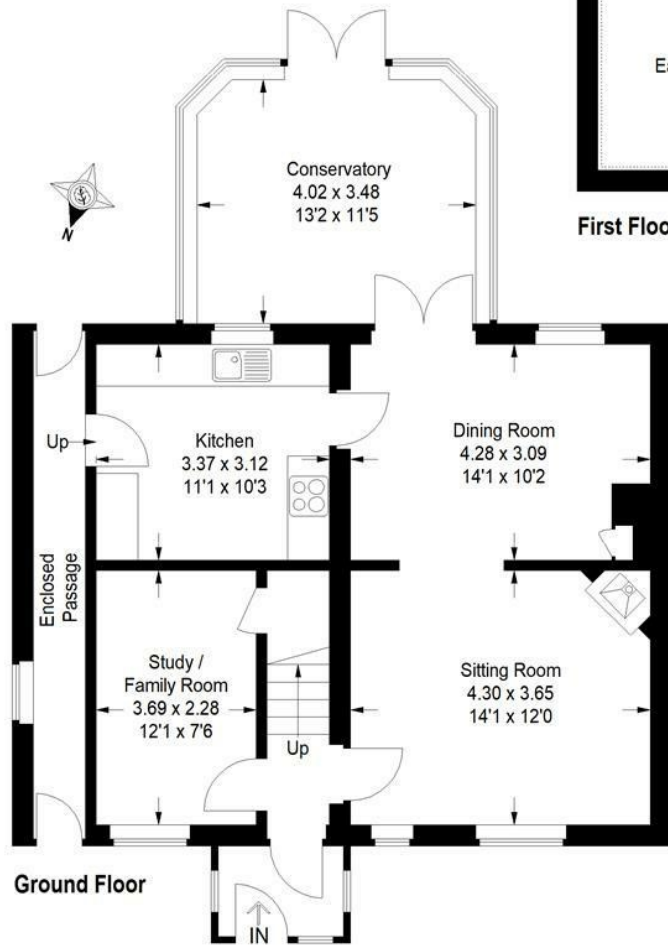 Ea
First Floo
Conservatory
4.02 x 3.48
13'2 x 11'5
N
Up
Kitchen
3.37 x 3.12
11'1 x 10'3
Dining Room
4.28 x 3.09
14'1 x 10'2
Enclosed
Passage
Study /
Family Room
3.69 x 2.28
12'1 x 7'6
Up
Sitting Room
4.30 x 3.65
14'1 x 12'0
Ground Floor
IN